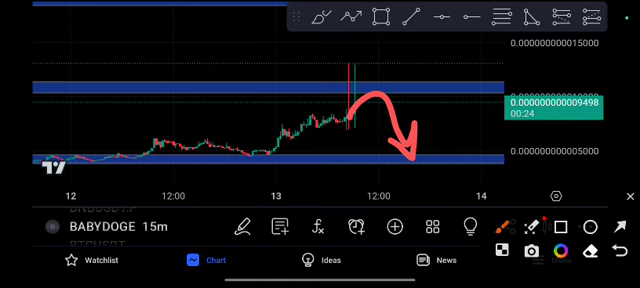 0.000000000015000
0.000000000009498
00:24
0.000000000005000
12
12:00
13
12:00
14
BABYDOGE 15m
Watchlist
Chart
Ideas
News